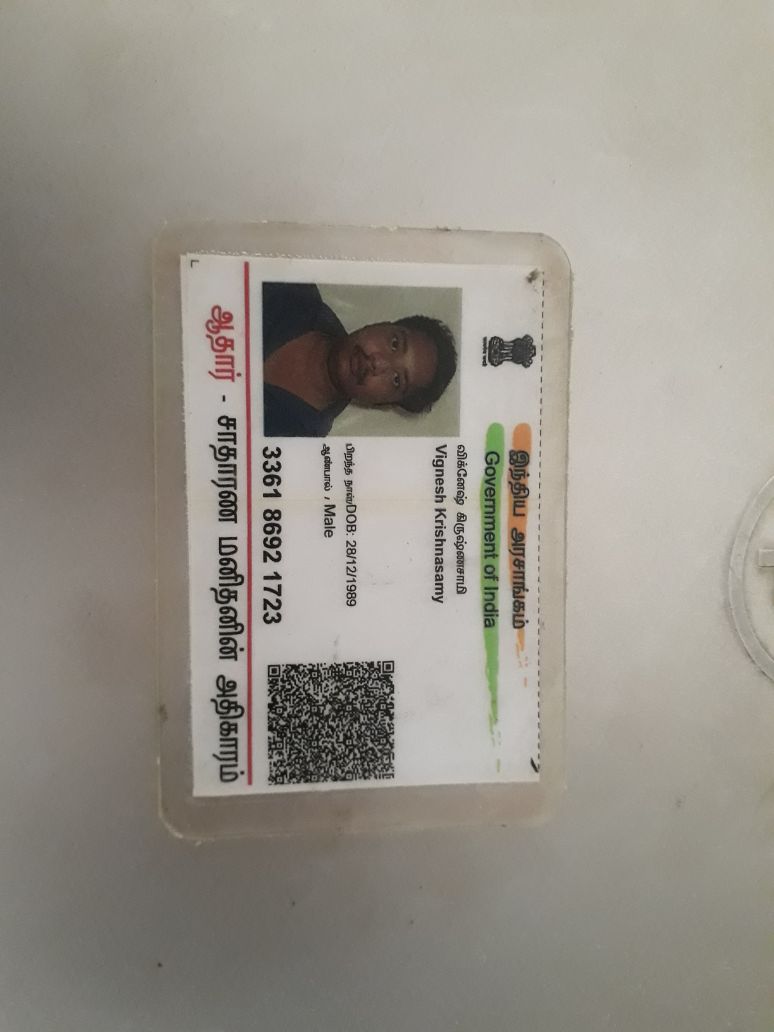 இந்திய அரசாங்கம்
Government of India
விக்னேஷ் கிருஷ்ணசாமி
Vignesh Krishnasamy
பிறந்த நாள்/DOB: 28/12/1989
ஆண்பால் / Male
3361 8692 1723
ஆதார் - சாதாரண மனிதனின் அதிகாரம்